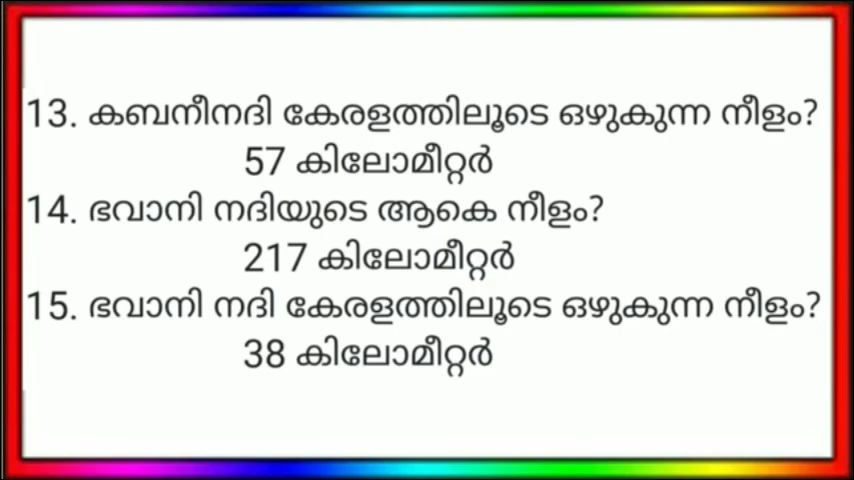 13. കബനീനദി കേരളത്തിലൂടെ ഒഴുകുന്ന നീളം?
57 കിലോമീറ്റർ
14. ഭവാനി നദിയുടെ ആകെ നീളം?
217 കിലോമീറ്റർ
15. ഭവാനി നദി കേരളത്തിലൂടെ ഒഴുകുന്ന നീളം?
38 കിലോമീറ്റർ